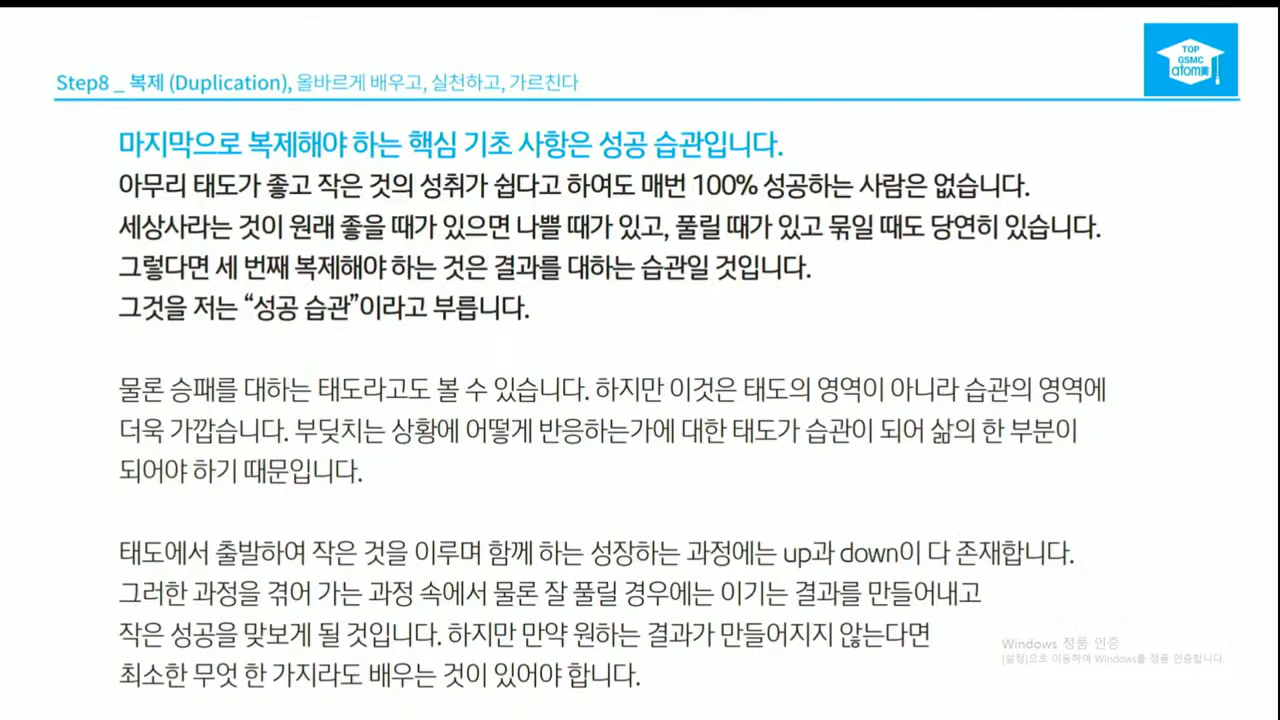 TOP
GSMC
atom美
Step8 _ 복제 (Duplication), 올바르게 배우고, 실천하고, 가르친다
마지막으로 복제해야 하는 핵심 기초 사항은 성공 습관입니다.
아무리 태도가 좋고 작은 것의 성취가 쉽다고 하여도 매번 100% 성공하는 사람은 없습니다.
세상사라는 것이 원래 좋을 때가 있으면 나쁠 때가 있고, 풀릴 때가 있고 묶일 때도 당연히 있습니다.
그렇다면 세 번째 복제해야 하는 것은 결과를 대하는 습관일 것입니다.
그것을 저는 “성공 습관”이라고 부릅니다.
물론 승패를 대하는 태도라고도 볼 수 있습니다. 하지만 이것은 태도의 영역이 아니라 습관의 영역에
더욱 가깝습니다. 부딪치는 상황에 어떻게 반응하는가에 대한 태도가 습관이 되어 삶의 한 부분이
되어야 하기 때문입니다.
태도에서 출발하여 작은 것을 이루며 함께 하는 성장하는 과정에는 up과 down이 다 존재합니다.
그러한 과정을 겪어 가는 과정 속에서 물론 잘 풀릴 경우에는 이기는 결과를 만들어내고
작은 성공을 맞보게 될 것입니다. 하지만 만약 원하는 결과가 만들어지지 않는다면
최소한 무엇 한 가지라도 배우는 것이 있어야 합니다.
Windows 정품 인증
[설정]으로 이동하여 Windows를 정품 인증합니다.